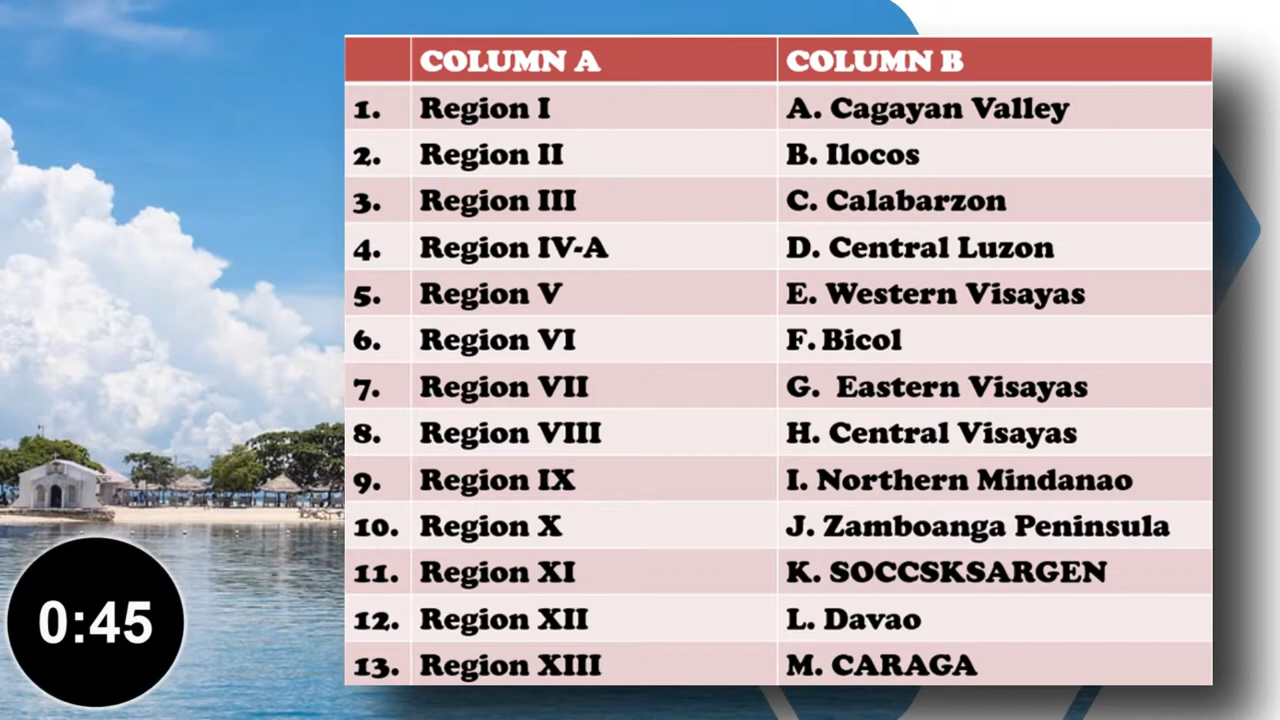 COLUMN A COLUMN B
1. Region I A. Cagayan Valley
2. Region II B. Ilocos
3. Region III C. Calabarzon
4. Region IV-A D. Central Luzon
5. Region V E. Western Visayas
6. Region VI F. Bicol
7. Region VII G. Eastern Visayas
8. Region VIII H. Central Visayas
9. Region IX I. Northern Mindanao
10. Region X J. Zamboanga Peninsula
11. Region XI K. SOCCSKSARGEN
12. Region XII L. Davao
13. Region XIII M. CARAGA
0:45